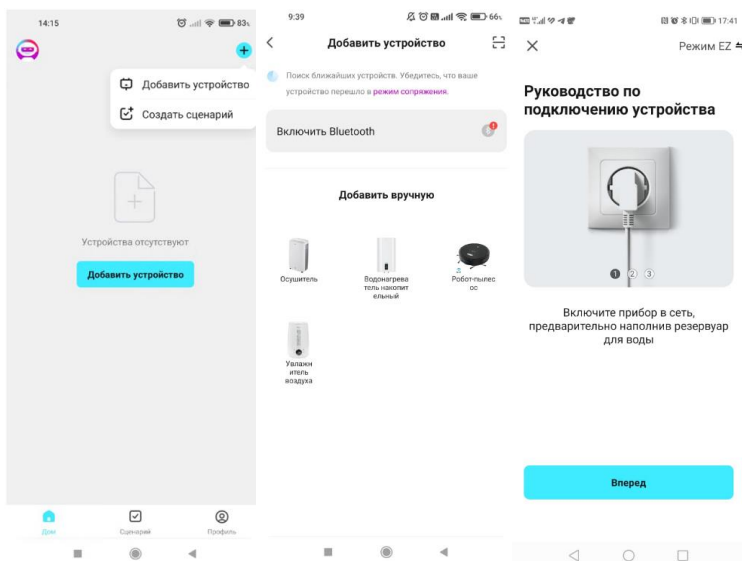 14:15
83%
Добавить устройство
Создать сценарий
Устройства отсутствуют
Добавить устройство
Дом
Сценарий
Профиль
9:39
66%
Добавить устройство
Поиск ближайших устройств. Убедитесь, что ваше
устройство перешло в режим сопряжения.
Включить Bluetooth
Добавить вручную
Осушитель
Водонагрева
тель накопит
ельный
Робот-пылес
ос
Увлажн
итель
воздуха
17:41
Режим EZ
Руководство по
подключению устройства
1 2 3
Включите прибор в сеть,
предварительно наполнив резервуар
для воды
Вперед